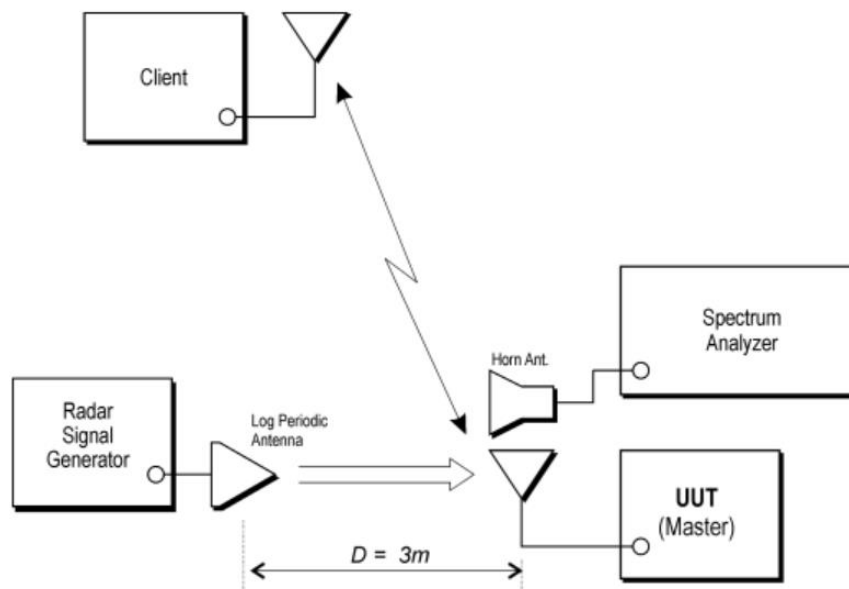 Client
Spectrum
Analyzer
Horn Ant.
Radar
Signal
Generator
Log Periodic
Antenna
UUT
(Master)
D = 3m